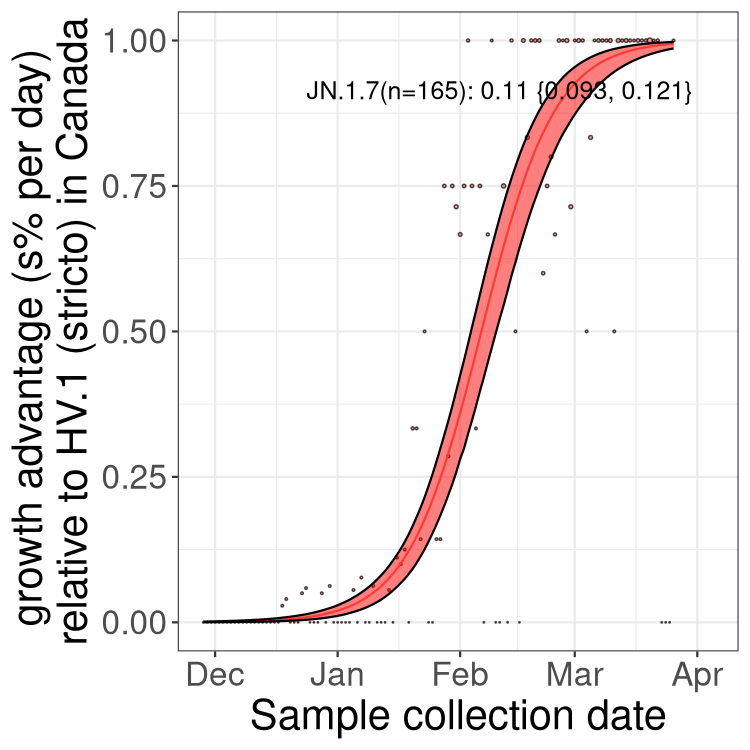 growth advantage (s% per day)
relative to HV.1 (stricto) in Canada
1.00
0.75
0.50
0.25
0.00
JN.1.7(n=165): 0.11 {0.093, 0.121}
Dec Jan Feb Mar Apr
Sample collection date